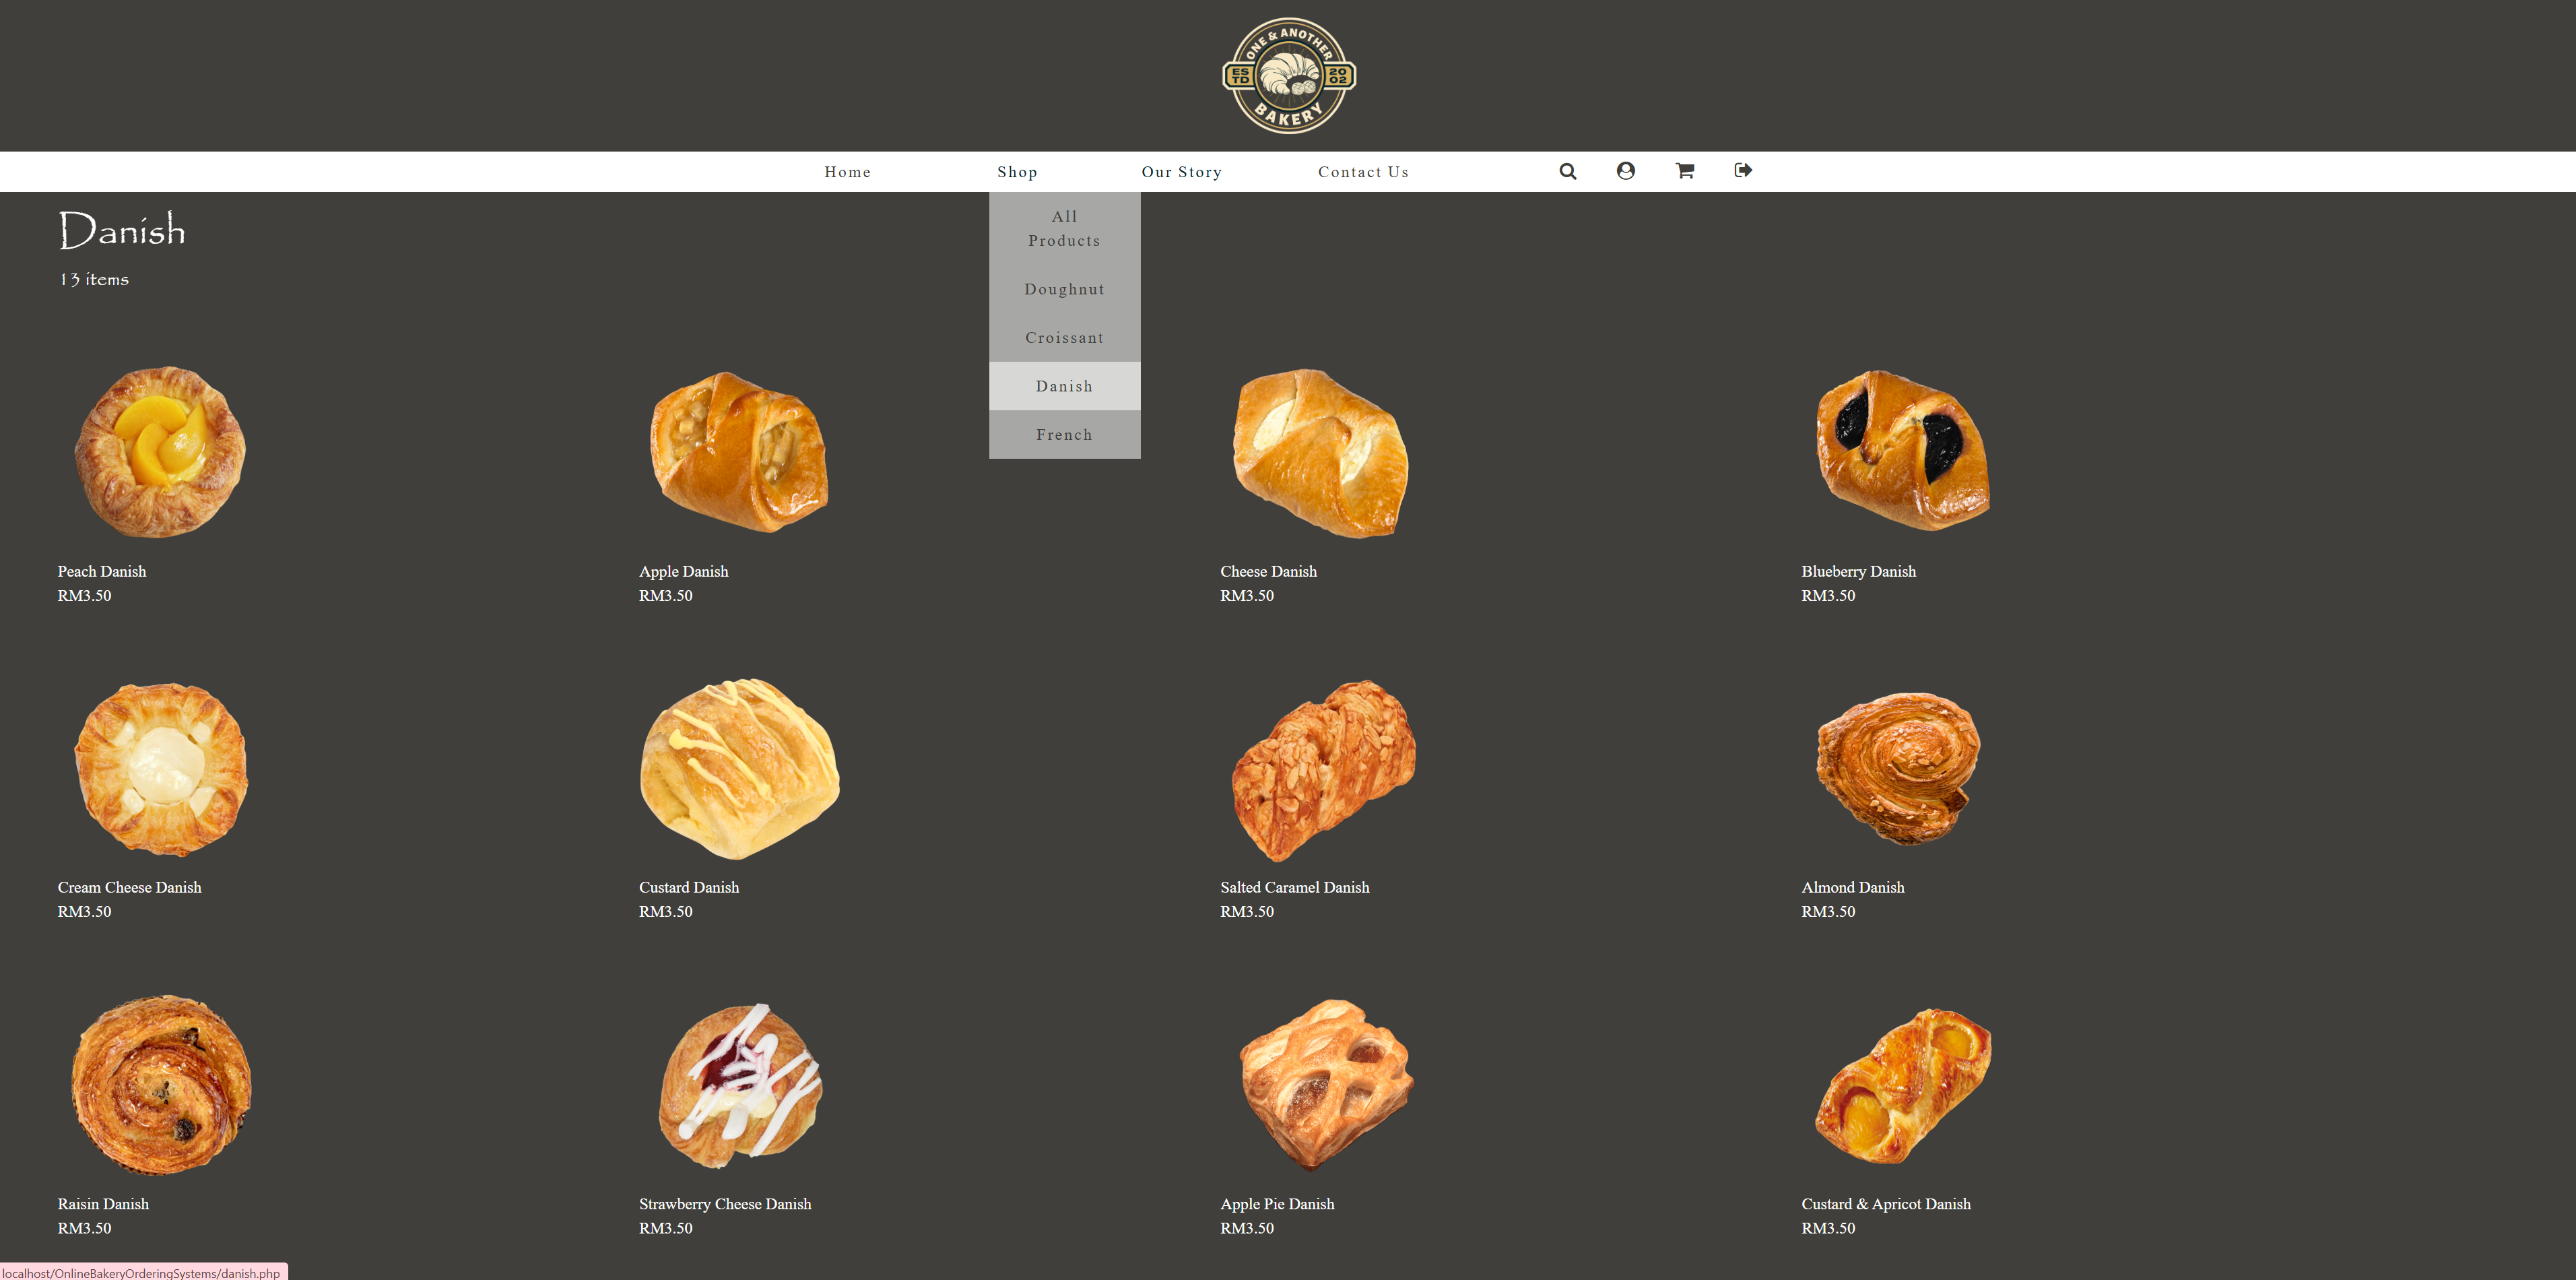 ONE & ANOTHER
ESTD 2002
BAKERY
Home Shop Our Story Contact Us
All
Products
Doughnut
Croissant
Danish
French
Danish
13 items
Peach Danish Apple Danish Cheese Danish Blueberry Danish
RM3.50 RM3.50 RM3.50 RM3.50
Cream Cheese Danish Custard Danish Salted Caramel Danish Almond Danish
RM3.50 RM3.50 RM3.50 RM3.50
Raisin Danish Strawberry Cheese Danish Apple Pie Danish Custard & Apricot Danish
RM3.50 RM3.50 RM3.50 RM3.50
localhost/OnlineBakeryOrderingSystems/danish.php